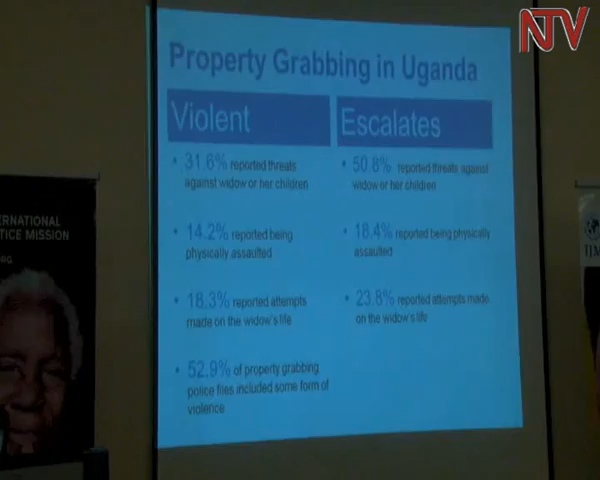 NTV
Property Grabbing in Uganda
Violent
• 31.6% reported threats
against widow or her children
• 14.2% reported being
physically assaulted
• 18.3% reported attempts
made on the widow's life
• 52.9% of property grabbing
police files included some form of
violence
Escalates
• 50.8% reported threats against
widow or her children
• 18.4% reported being physically
assaulted
• 23.8% reported attempts made
on the widow's life
ERNATIONAL
TICE MISSION
RG
IJM